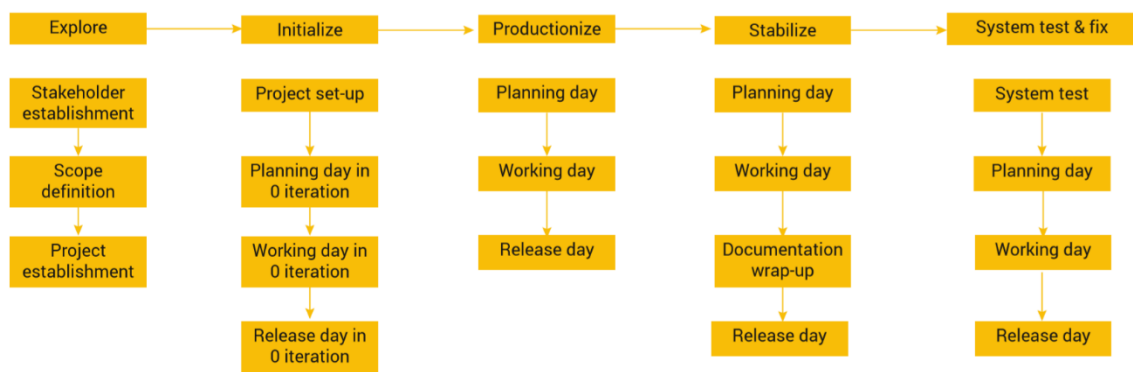 Explore
Initialize
Productionize
Stabilize
System test & fix
Stakeholder
establishment
Scope
definition
Project
establishment
Project set-up
Planning day in
0 iteration
Working day in
0 iteration
Release day in
0 iteration
Planning day
Working day
Release day
Planning day
Working day
Documentation
wrap-up
Release day
System test
Planning day
Working day
Release day